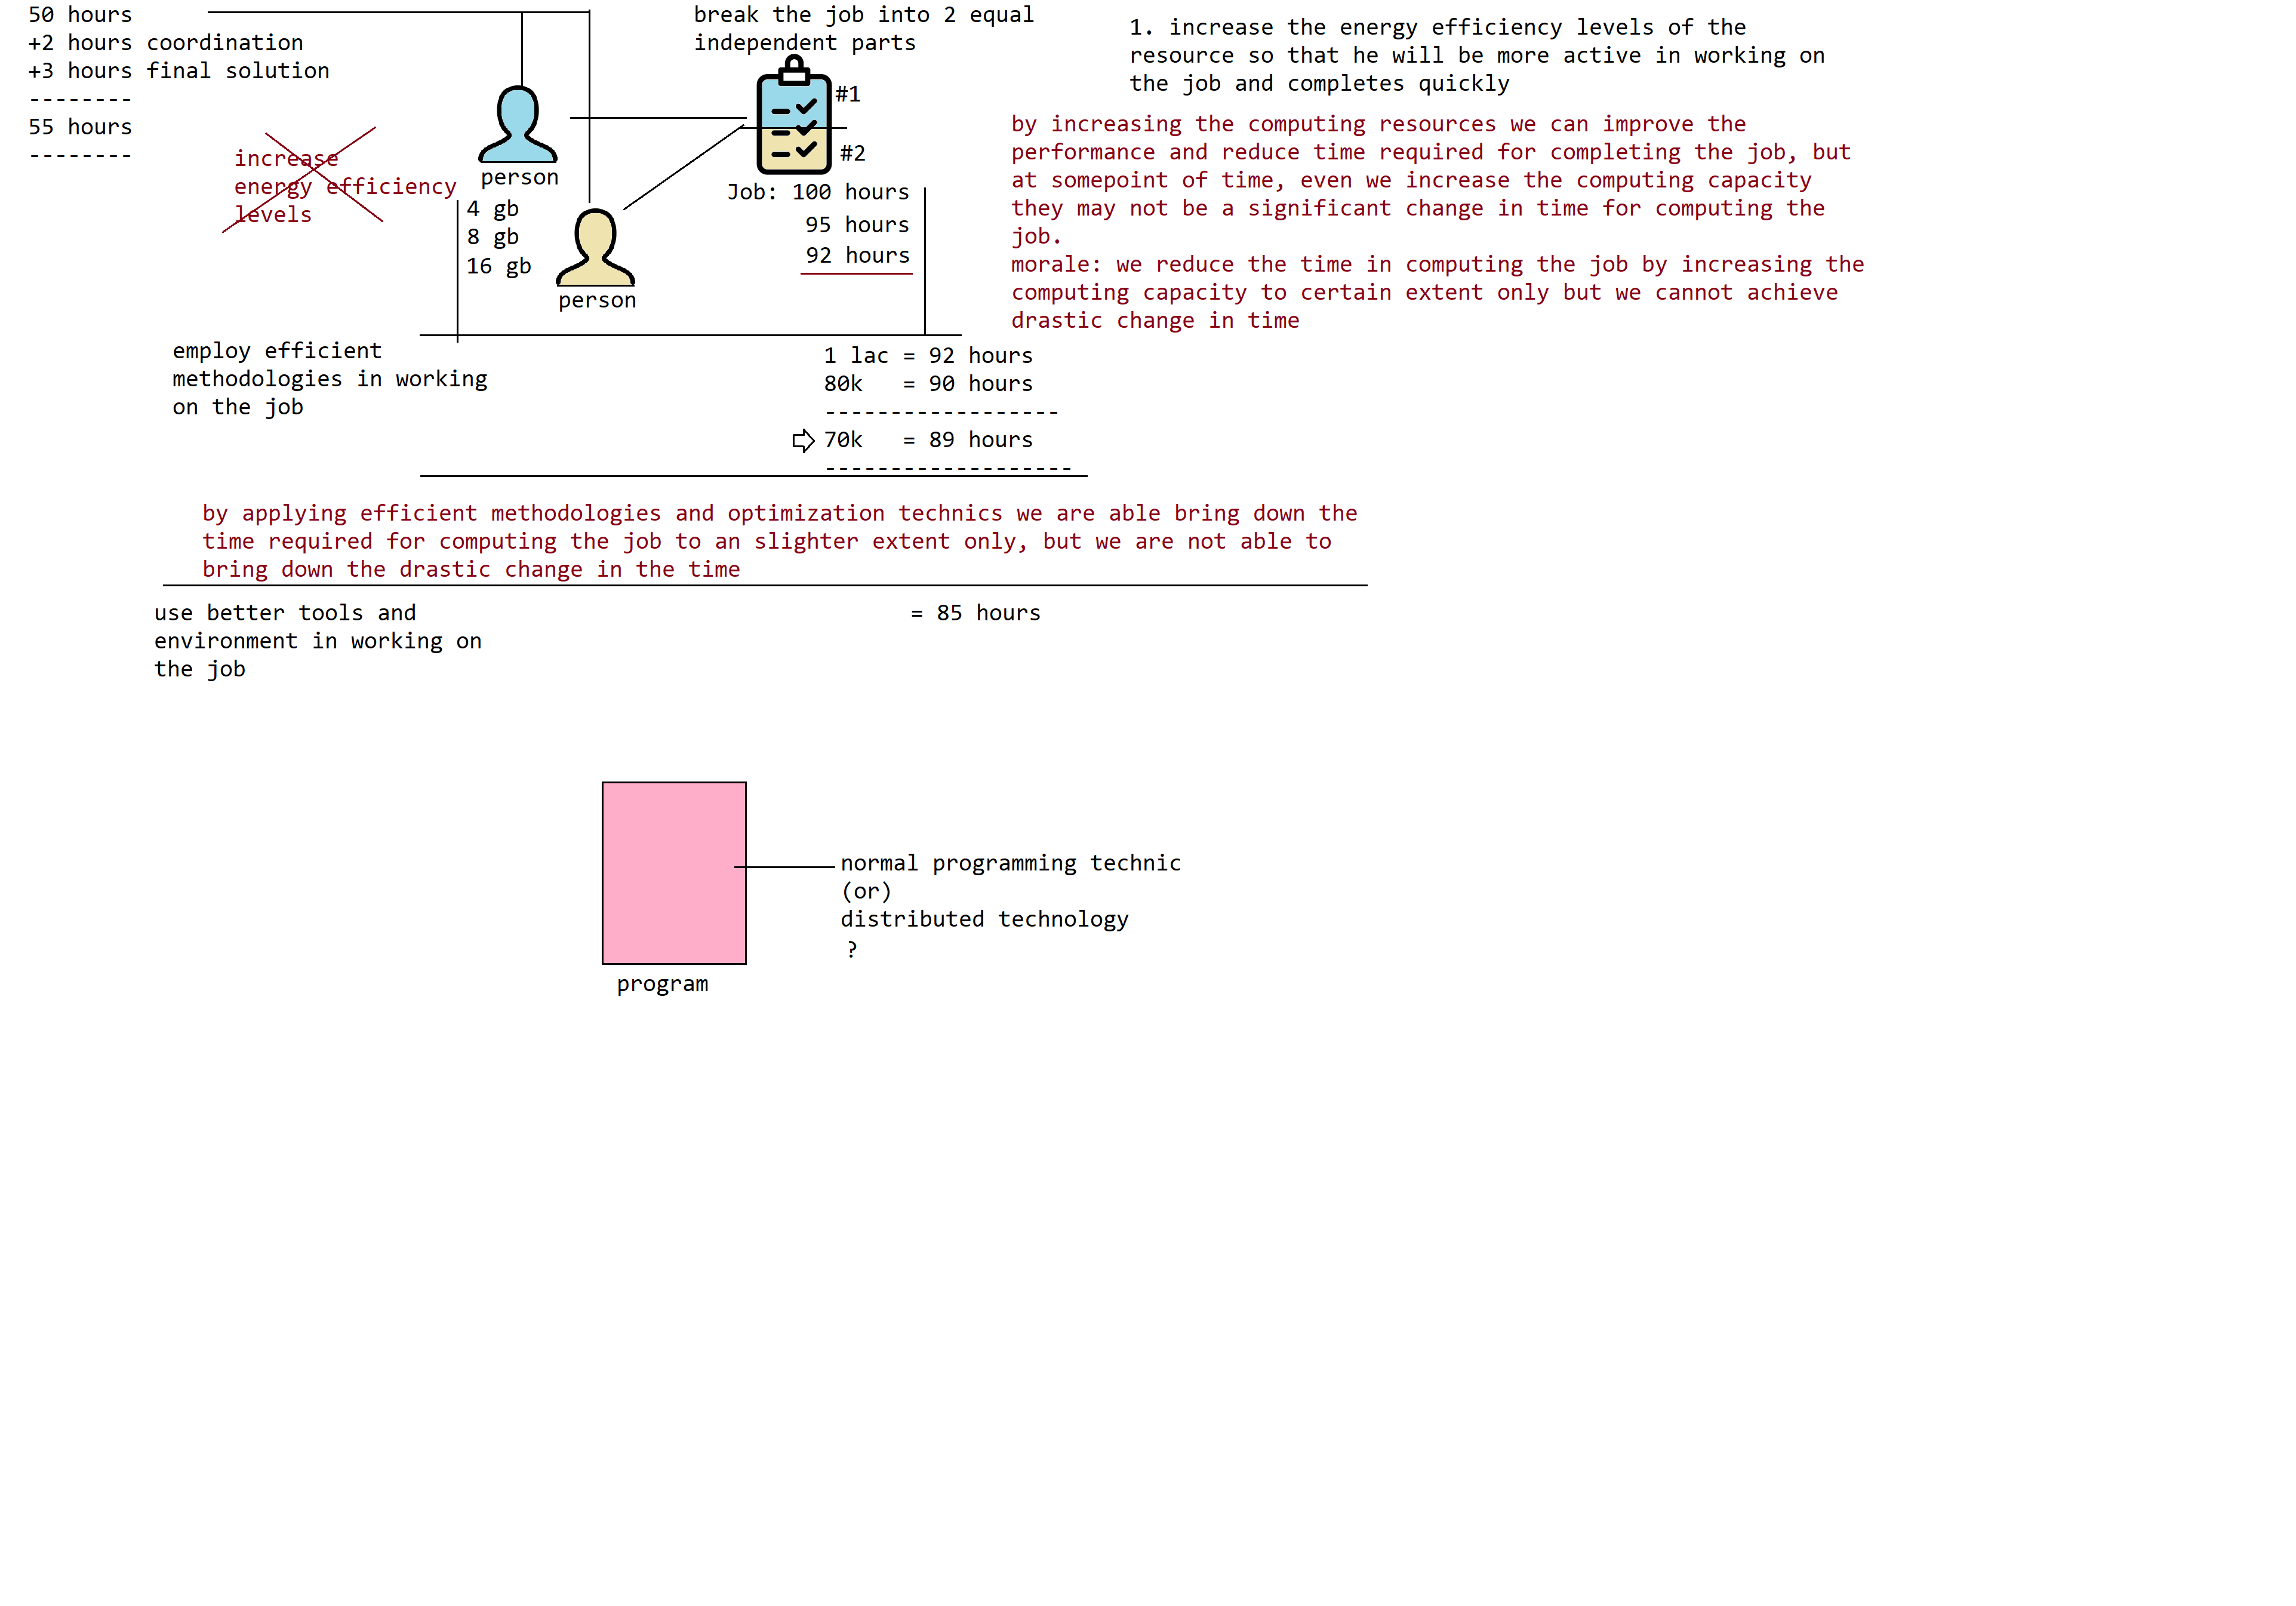 50 hours
+2 hours coordination
+3 hours final solution
--------
55 hours
--------
increase
energy efficiency
levels
person
4 gb
8 gb
16 gb
person
break the job into 2 equal
independent parts
#1
#2
Job: 100 hours
95 hours
92 hours
1. increase the energy efficiency levels of the
resource so that he will be more active in working on
the job and completes quickly
by increasing the computing resources we can improve the
performance and reduce time required for completing the job, but
at somepoint of time, even we increase the computing capacity
they may not be a significant change in time for computing the
job.
morale: we reduce the time in computing the job by increasing the
computing capacity to certain extent only but we cannot achieve
drastic change in time
employ efficient
methodologies in working
on the job
1 lac = 92 hours
80k   = 90 hours
------------------
70k   = 89 hours
-------------------
by applying efficient methodologies and optimization technics we are able bring down the
time required for computing the job to an slighter extent only, but we are not able to
bring down the drastic change in the time
use better tools and
environment in working on
the job
= 85 hours
normal programming technic
(or)
distributed technology
?
program